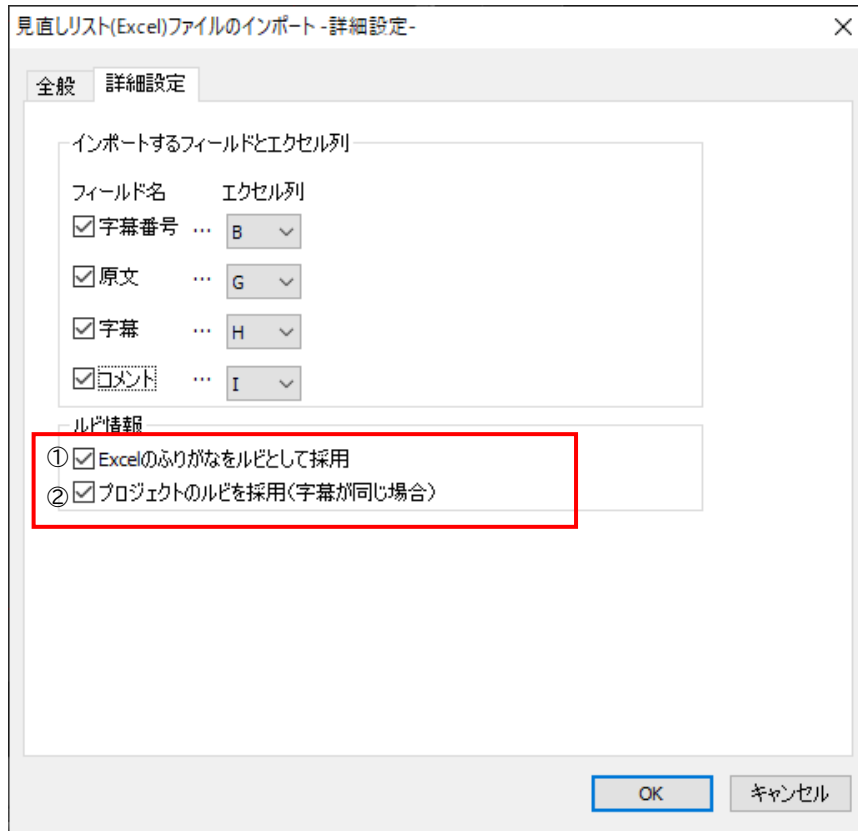 見直しリスト(Excel)ファイルのインポート -詳細設定-
全般 詳細設定
インポートするフィールドとエクセル列
フィールド名 エクセル列
字幕番号 … B
原文 … G
字幕 … H
コメント … I
ルビ情報
① Excelのふりがなをルビとして採用
② プロジェクトのルビを採用(字幕が同じ場合)
OK キャンセル